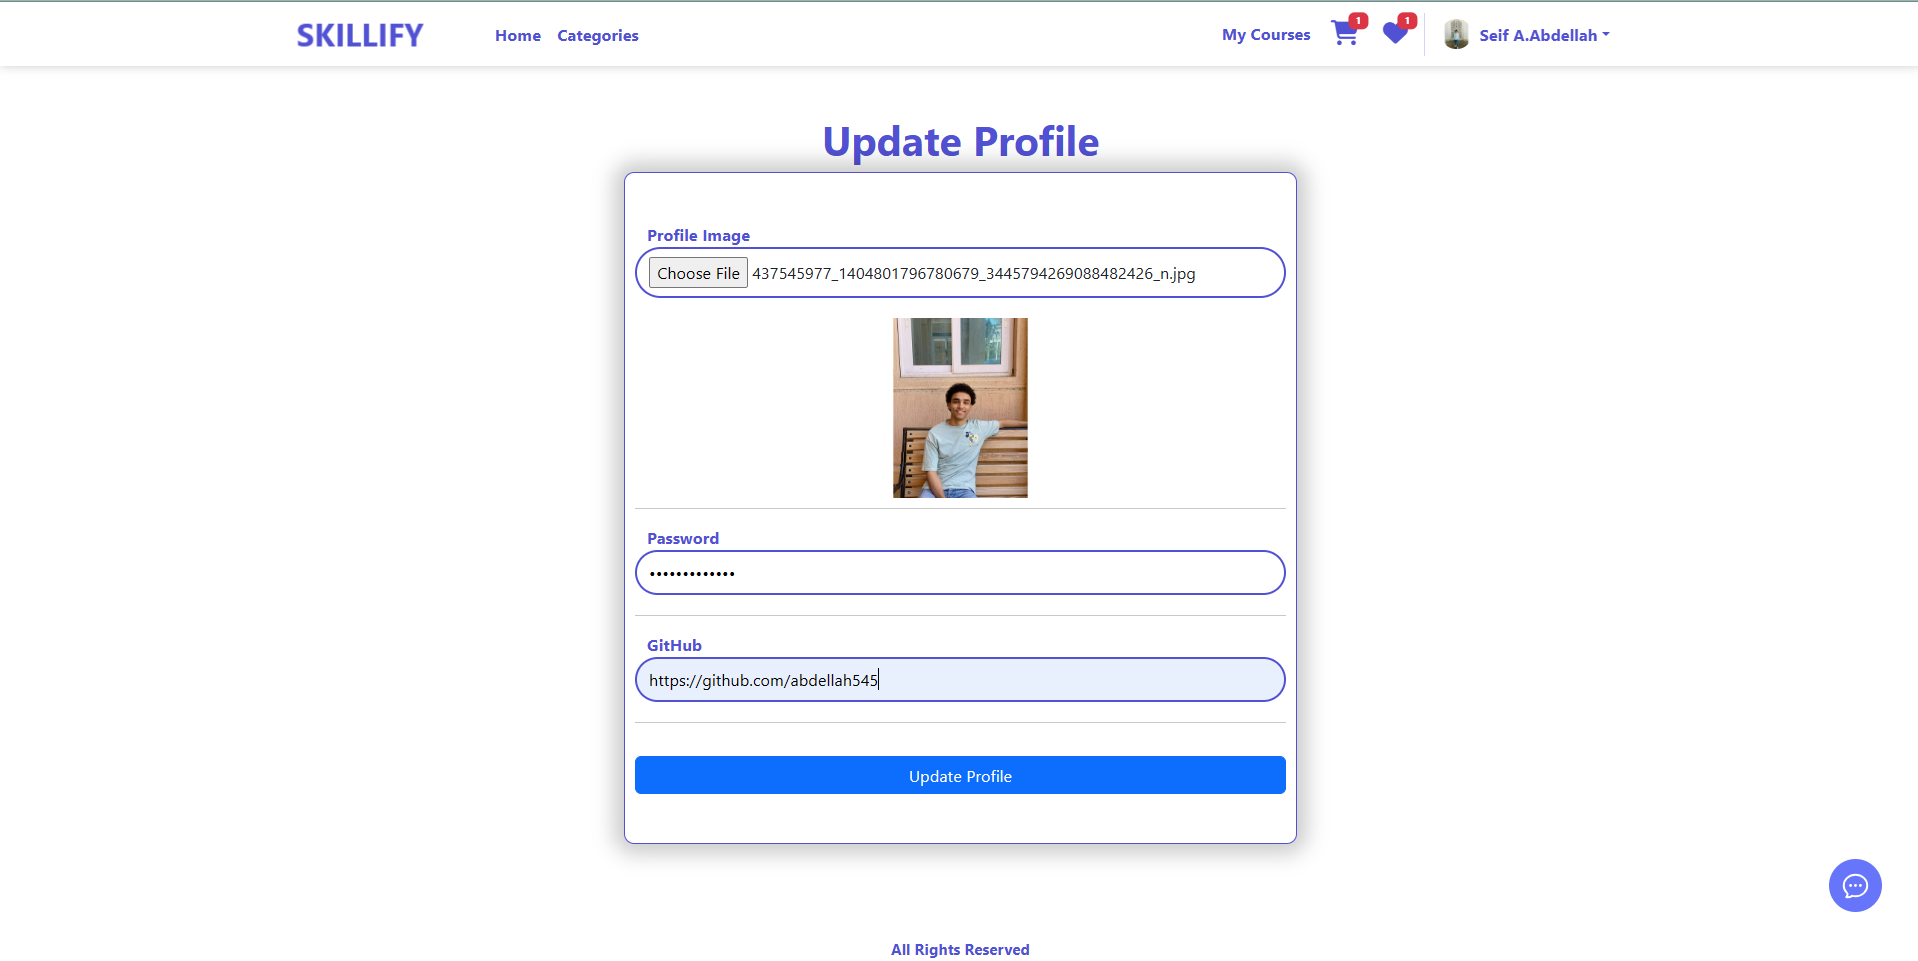 SKILLIFY
Home Categories
My Courses 1 1 Seif A.Abdellah
Update Profile
Profile Image
Choose File 437545977_1404801796780679_3445794269088482426_n.jpg
Password
•••••••••••••
GitHub
https://github.com/abdellah545
Update Profile
All Rights Reserved